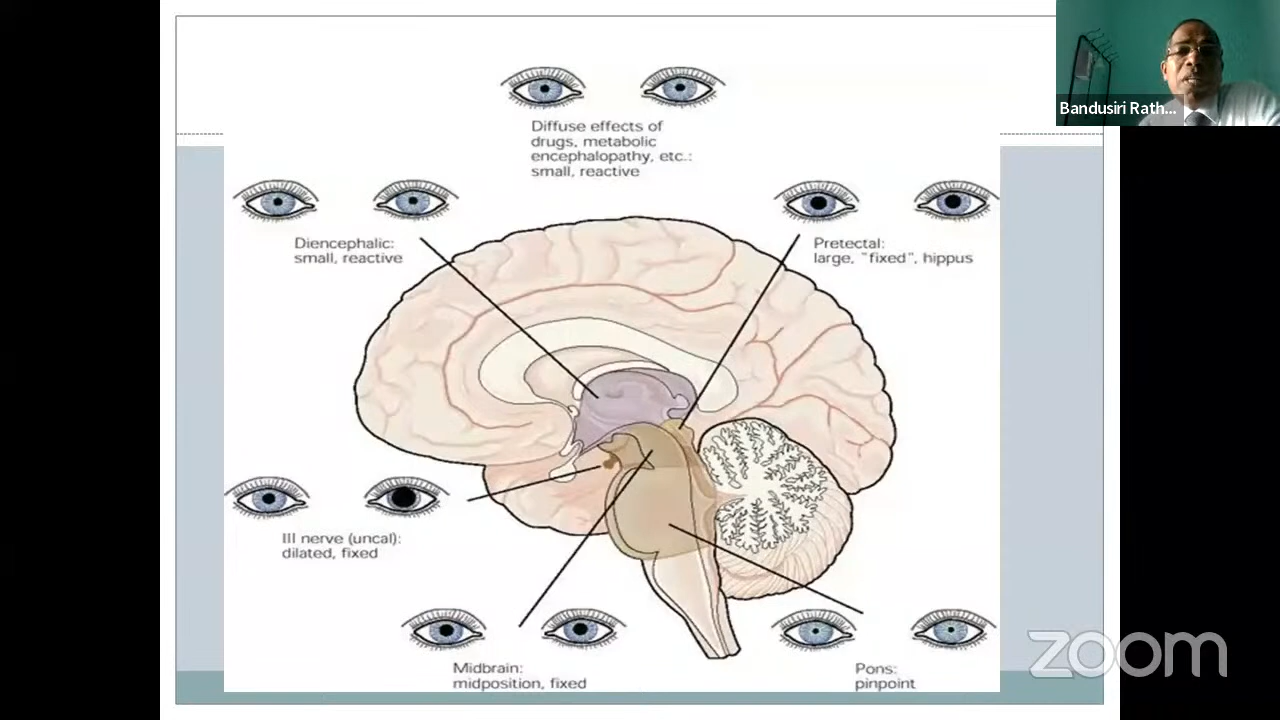 Bandusiri Rath...
Diffuse effects of
drugs, metabolic
encephalopathy, etc.:
small, reactive
Diencephalic:
small, reactive
Pretectal:
large, "fixed", hippus
III nerve (uncal):
dilated, fixed
Midbrain:
midposition, fixed
Pons:
pinpoint
zoom